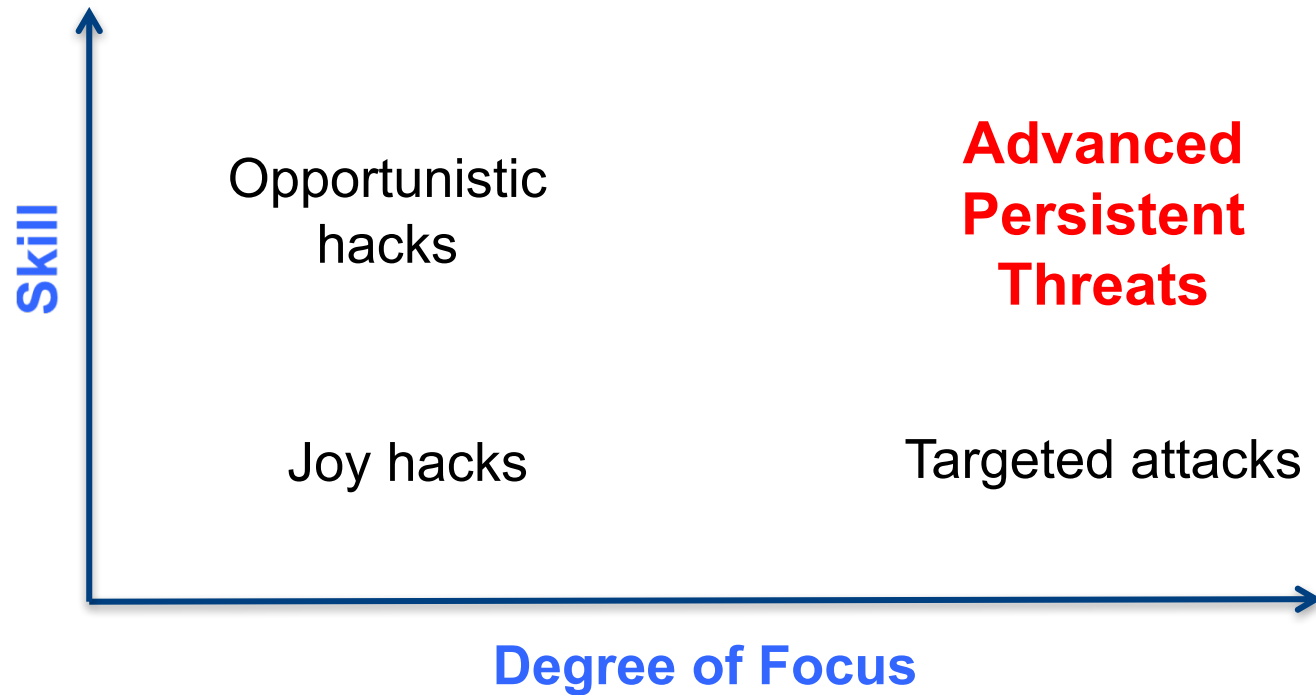 Skill
Opportunistic
hacks
Advanced
Persistent
Threats
Joy hacks
Targeted attacks
Degree of Focus